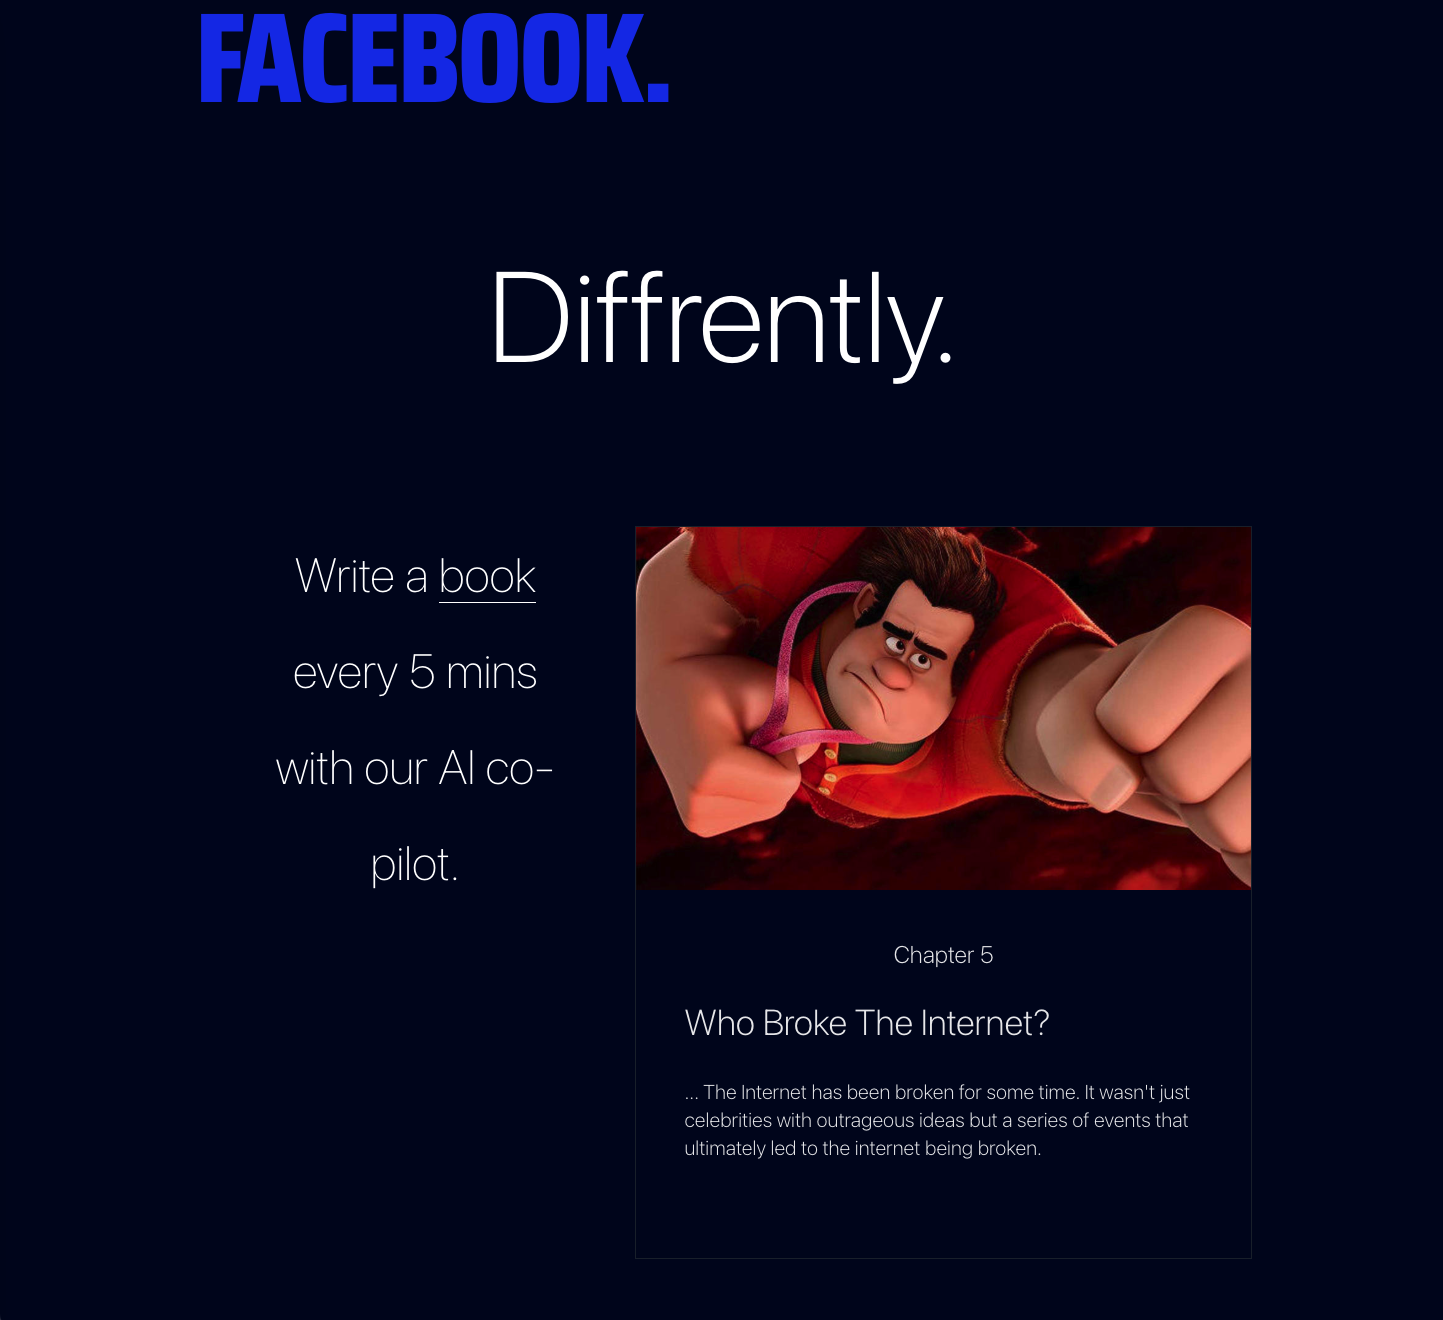 FACEBOOK.
Diffrently.
Write a book
every 5 mins
with our AI co-
pilot.
Chapter 5
Who Broke The Internet?
... The Internet has been broken for some time. It wasn't just
celebrities with outrageous ideas but a series of events that
ultimately led to the internet being broken.